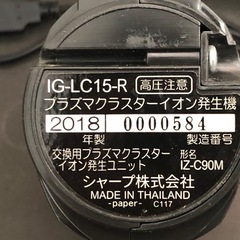 IG-LC15-R 高圧注意
プラズマクラスターイオン発生機
2018 0000584
年製 製造番号
交換用プラズマクラスター 形名
イオン発生ユニット IZ-C90M
シャープ株式会社
MADE IN THAILAND
-paper- C117